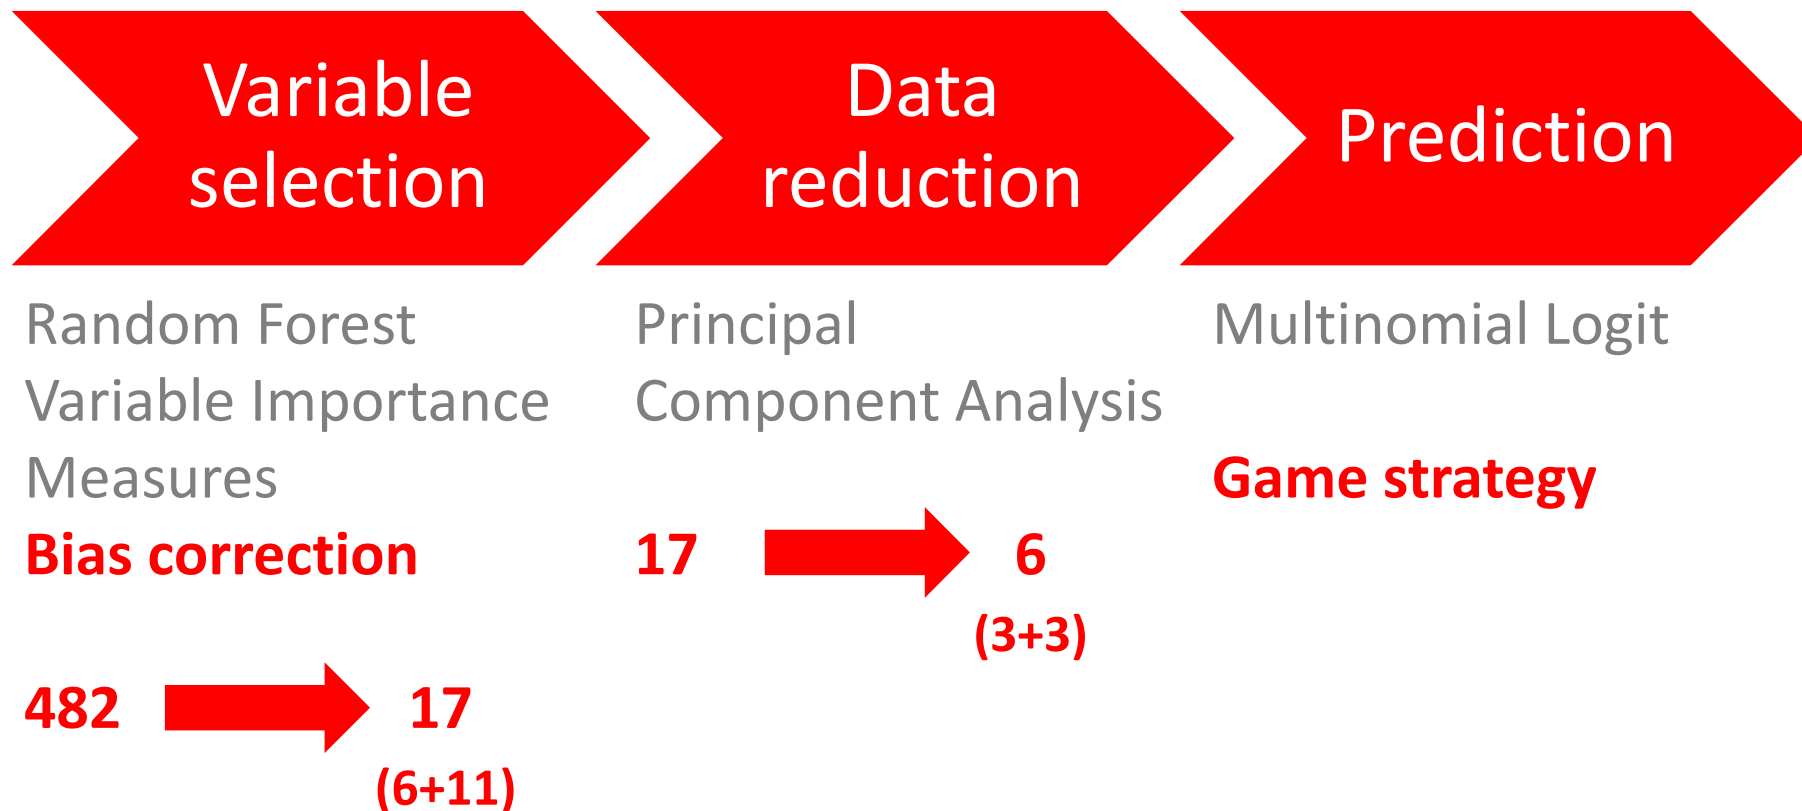 Variable
selection
Data
reduction
Prediction
Random Forest
Variable Importance
Measures
Bias correction
482 17
(6+11)
Principal
Component Analysis
17 6
(3+3)
Multinomial Logit
Game strategy